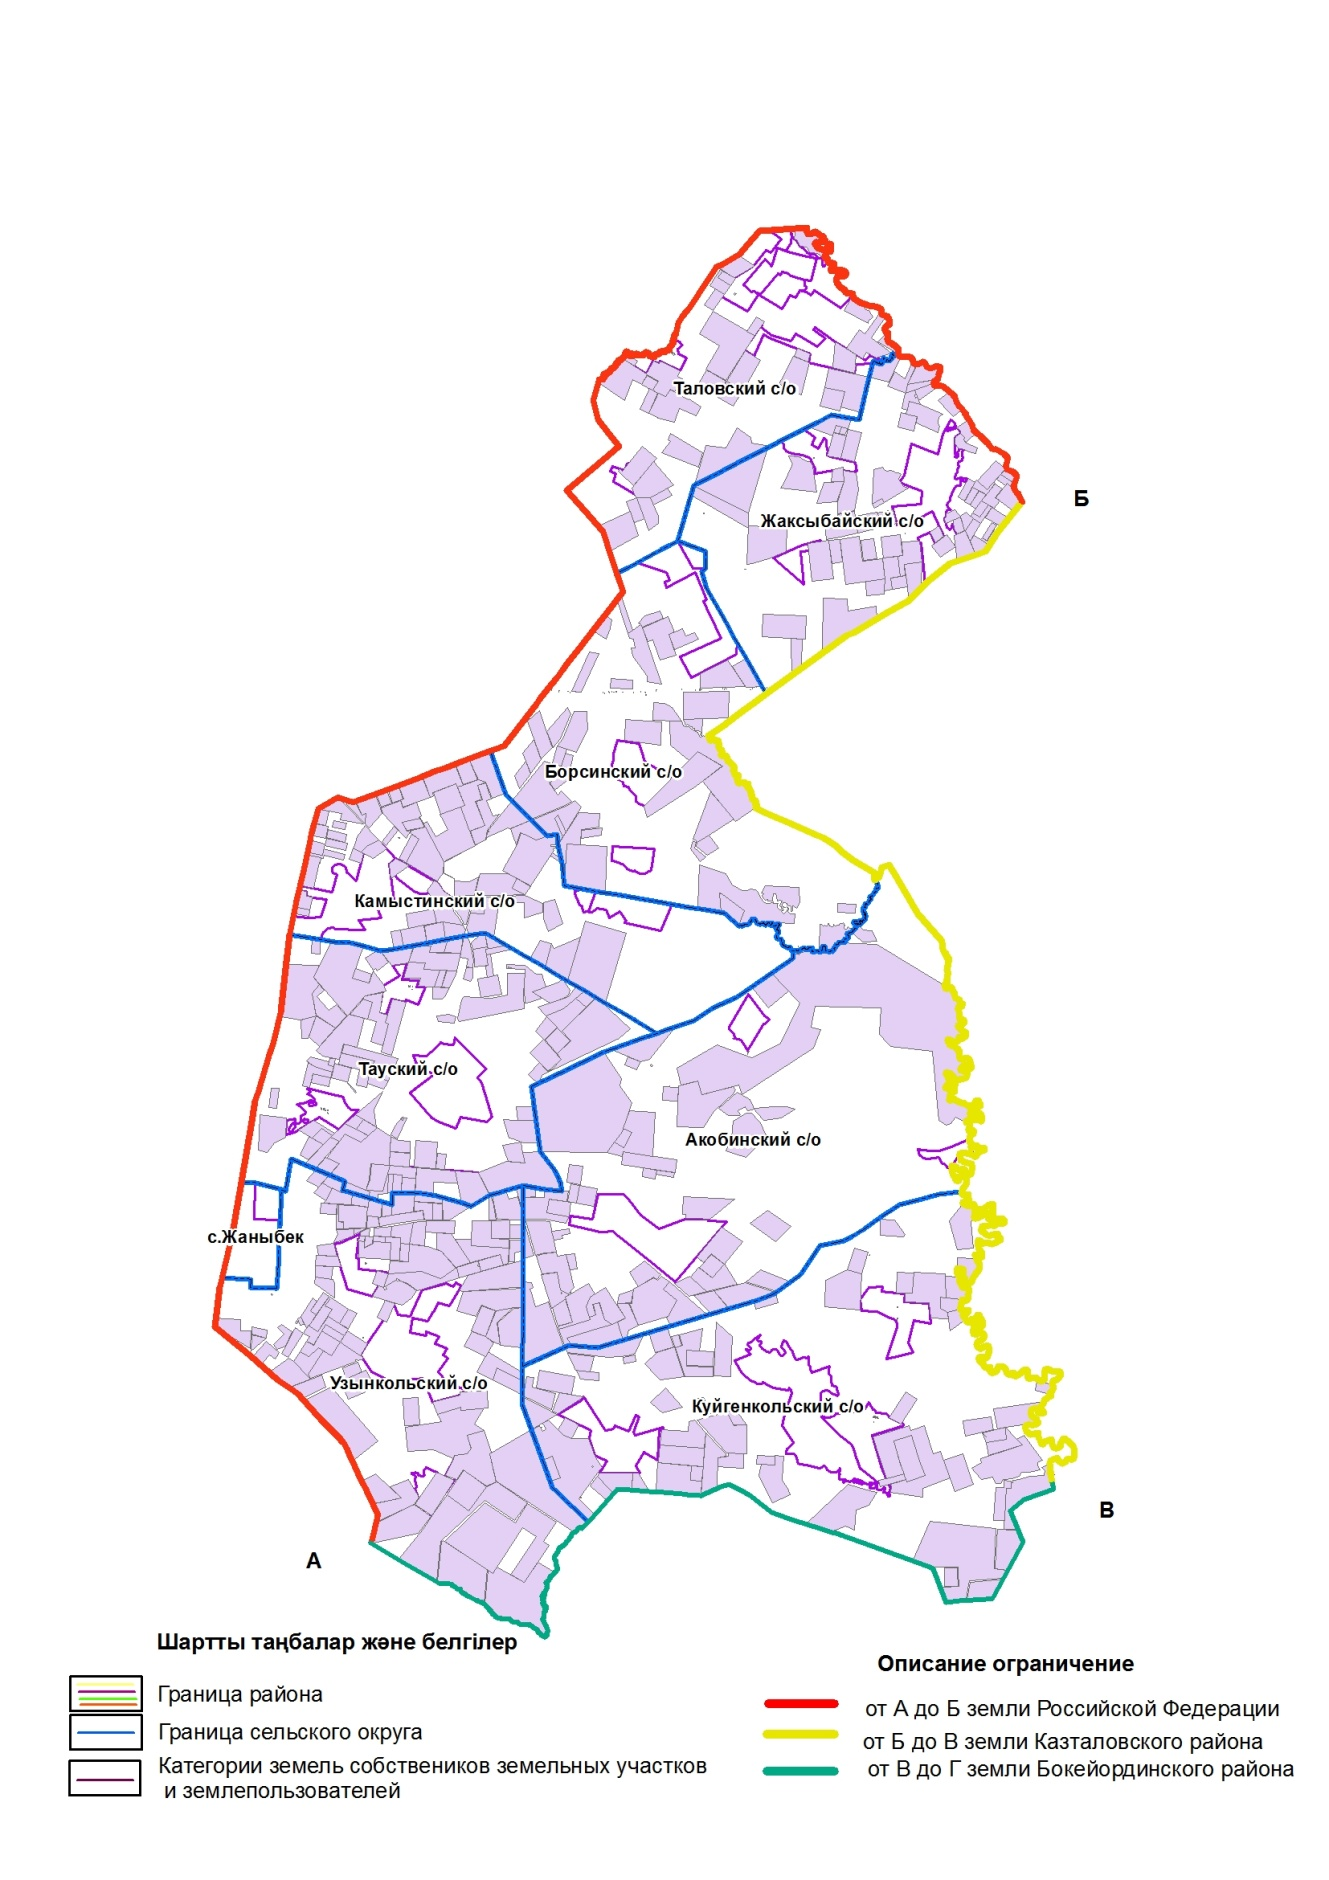 Таловский с/о
Б
Жаксыбайский с/о
Борсинский с/о
Камыстинский с/о
Тауский с/о
Акобинский с/о
с.Жаныбек
Узынкольский с/о
Куйгенкольский с/о
В
А
Шартты таңбалар және белгілер
Граница района
Граница сельского округа
Категории земель собственников земельных участков
и землепользователей
Описание ограничение
от А до Б земли Российской Федерации
от Б до В земли Казталовского района
от В до Г земли Бокейординского района